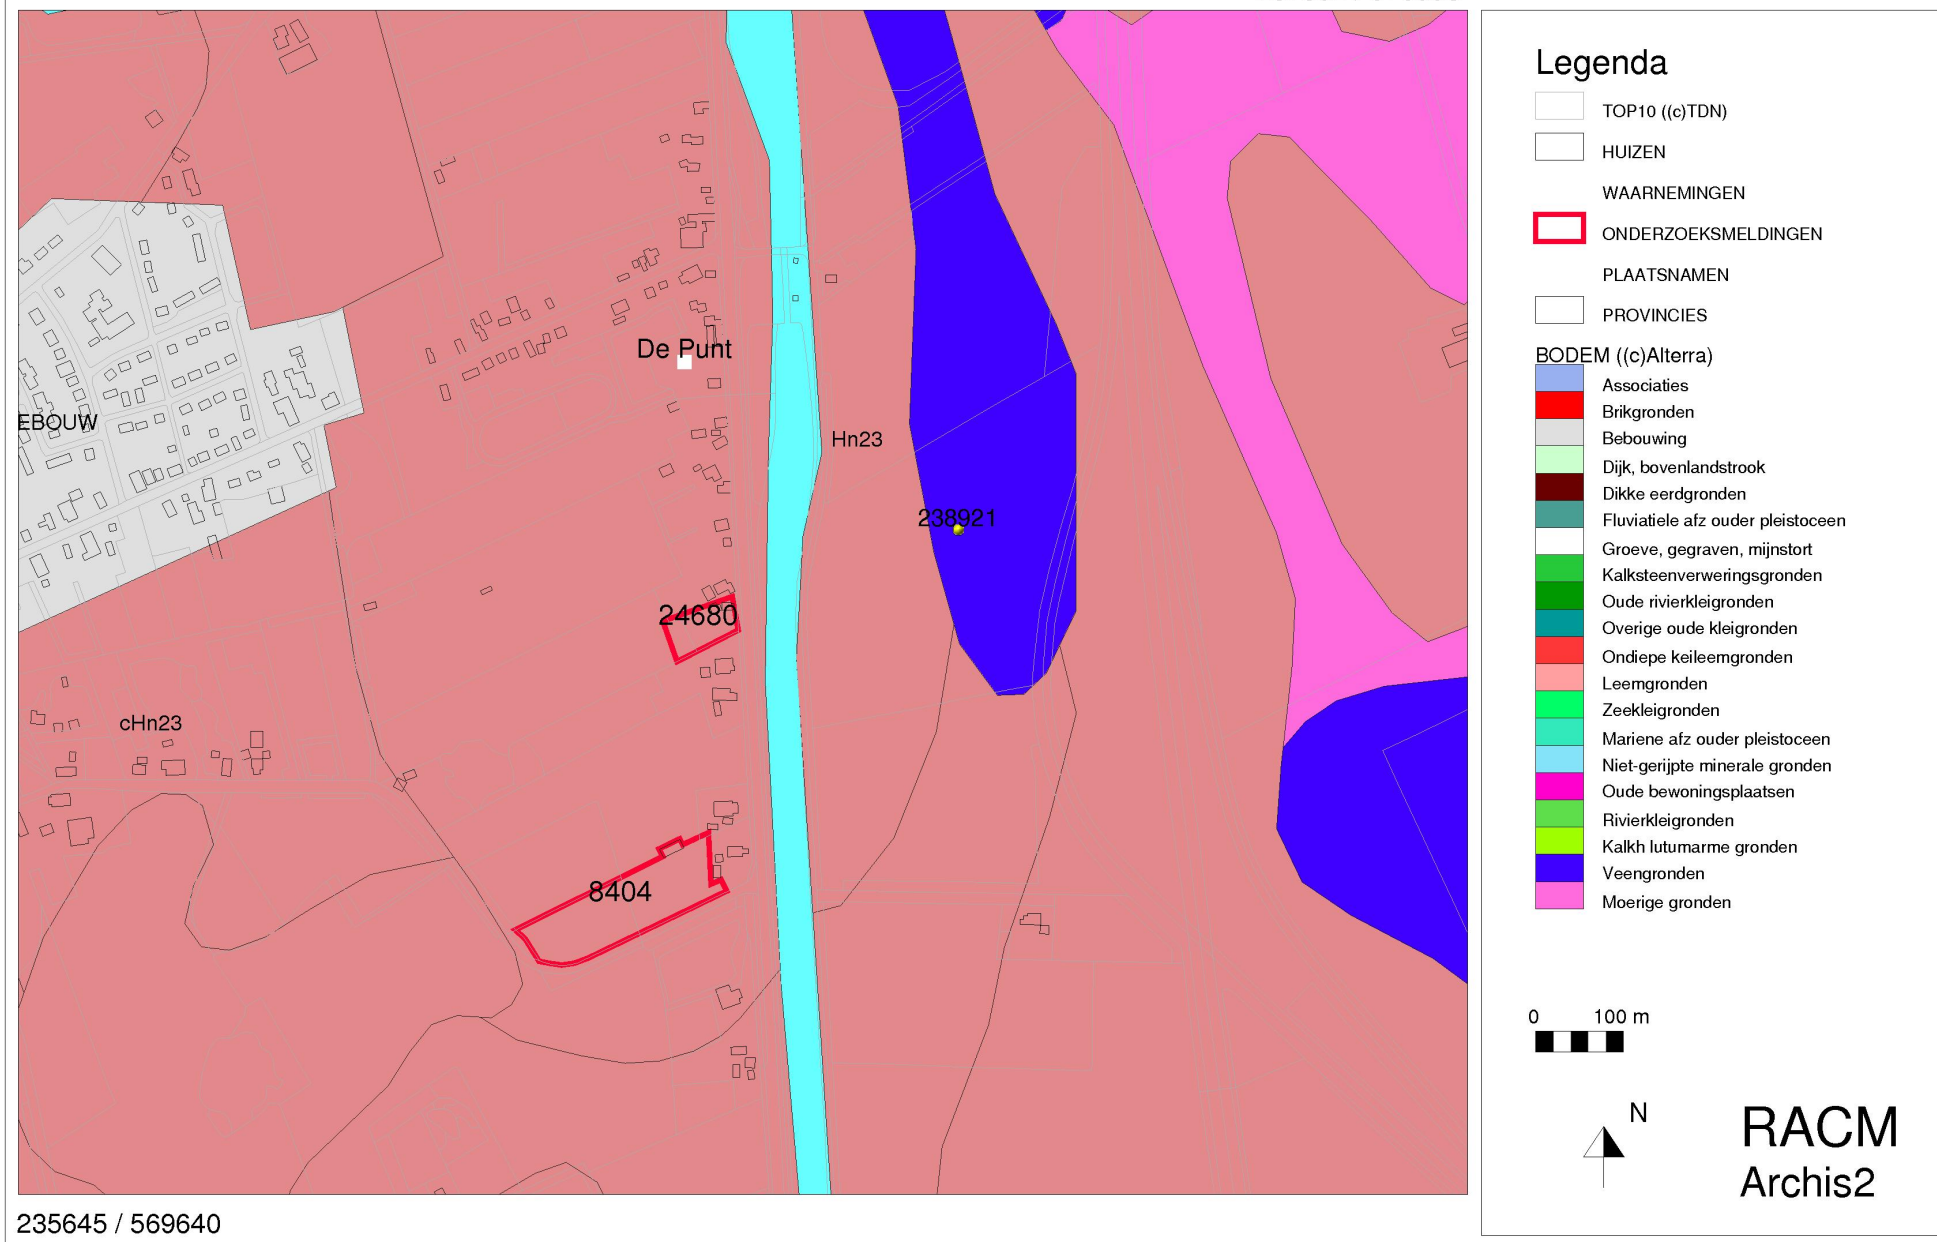 De Punt
EBOUW
Hn23
238921
24680
cHn23
8404
235645 / 569640
Legenda
TOP10 ((c)TDN)
HUIZEN
WAARNEMINGEN
ONDERZOEKSMELDINGEN
PLAATSNAMEN
PROVINCIES
BODEM ((c)Alterra)
Associaties
Brikgronden
Bebouwing
Dijk, bovenlandstrook
Dikke eerdgronden
Fluviatiele afz ouder pleistoceen
Groeve, gegraven, mijnstort
Kalksteenverweringsgronden
Oude rivierkleigronden
Overige oude kleigronden
Ondiepe keileemgronden
Leemgronden
Zeekleigronden
Mariene afz ouder pleistoceen
Niet-gerijpte minerale gronden
Oude bewoningsplaatsen
Rivierkleigronden
Kalkh lutumarme gronden
Veengronden
Moerige gronden
0 100 m
N
RACM
Archis2